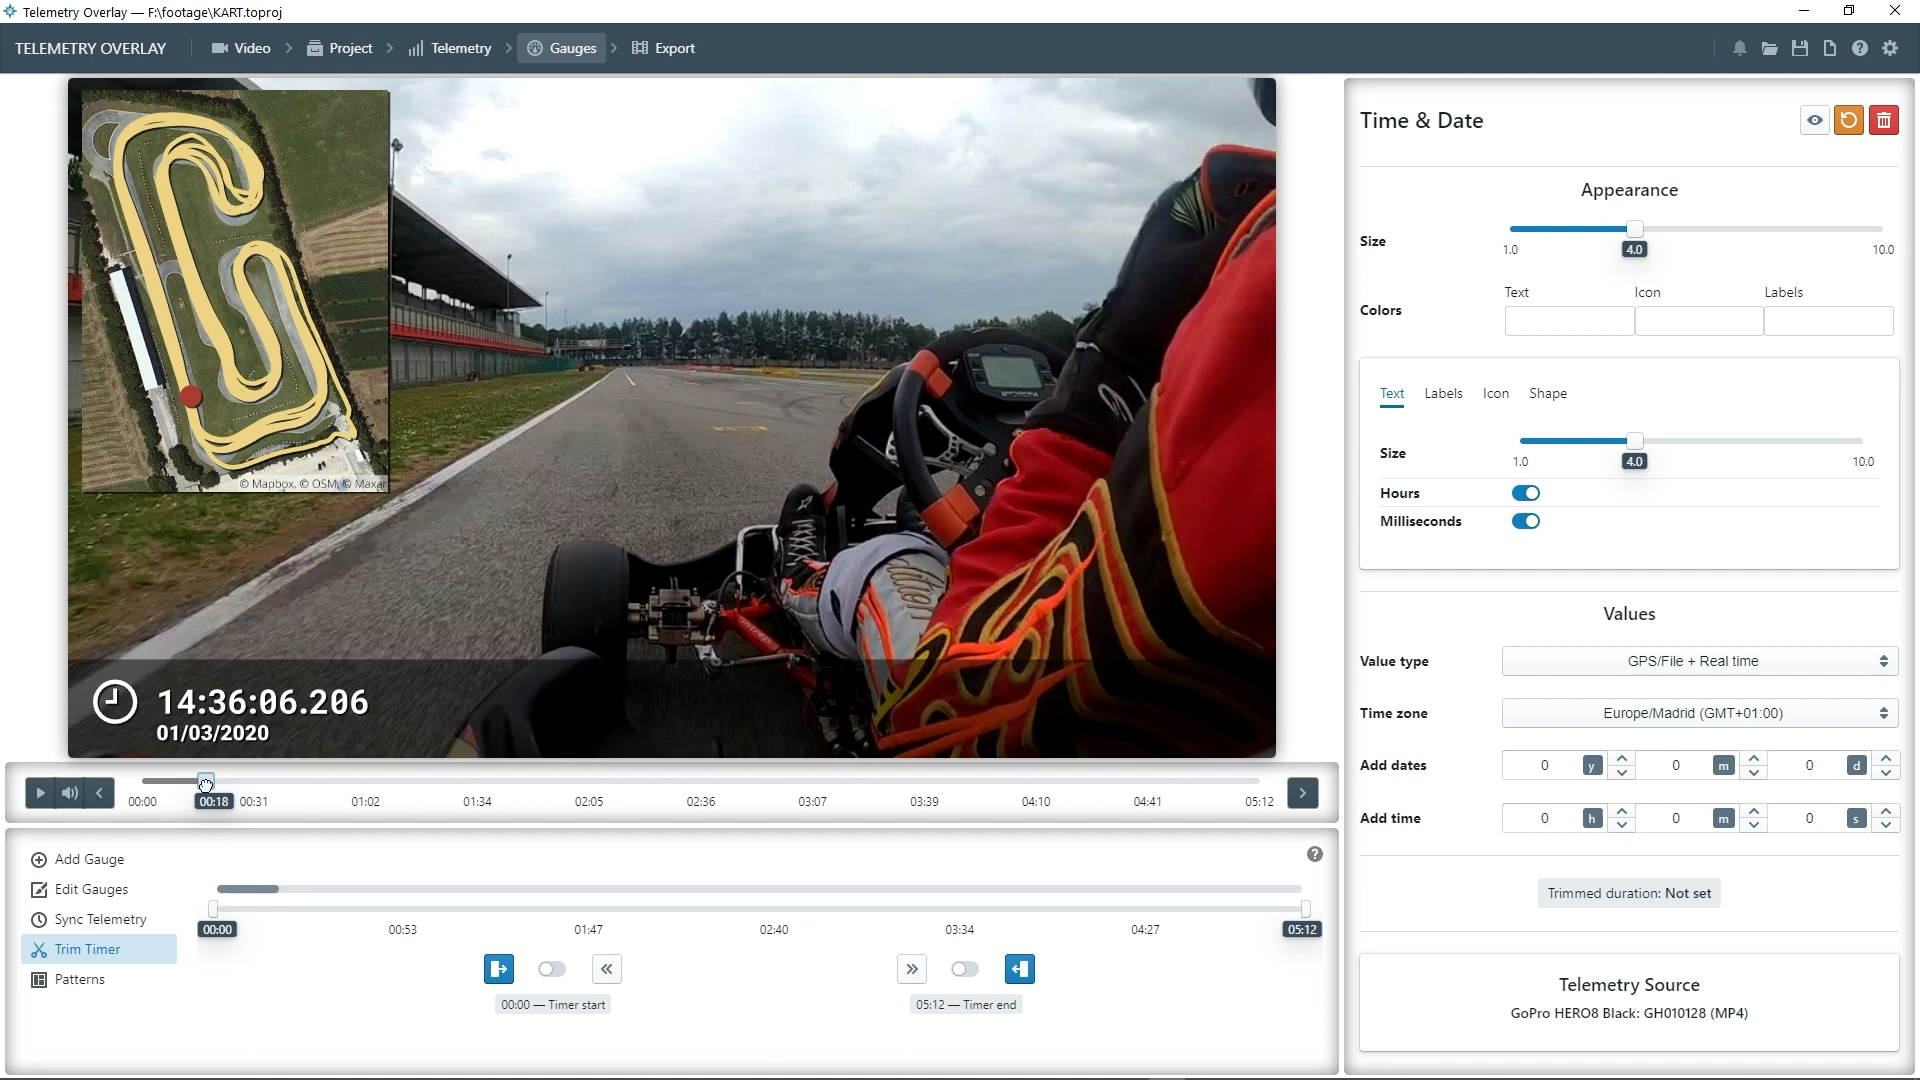 Telemetry Overlay — F:\footage\KART.toproj
TELEMETRY OVERLAY
Video
Project
Telemetry
Gauges
Export
© Mapbox, © OSM, © Maxar
14:36:06.206
01/03/2020
00:00
00:18
00:31
01:02
01:34
02:05
02:36
03:07
03:39
04:10
04:41
05:12
Add Gauge
Edit Gauges
Sync Telemetry
Trim Timer
Patterns
00:00
00:53
01:47
02:40
03:34
04:27
05:12
00:00 — Timer start
05:12 — Timer end
Time & Date
Appearance
Size
1.0
4.0
10.0
Colors
Text
Icon
Labels
Text
Labels
Icon
Shape
Size
1.0
4.0
10.0
Hours
Milliseconds
Values
Value type
GPS/File + Real time
Time zone
Europe/Madrid (GMT+01:00)
Add dates
0 y
0 m
0 d
Add time
0 h
0 m
0 s
Trimmed duration: Not set
Telemetry Source
GoPro HERO8 Black: GH010128 (MP4)